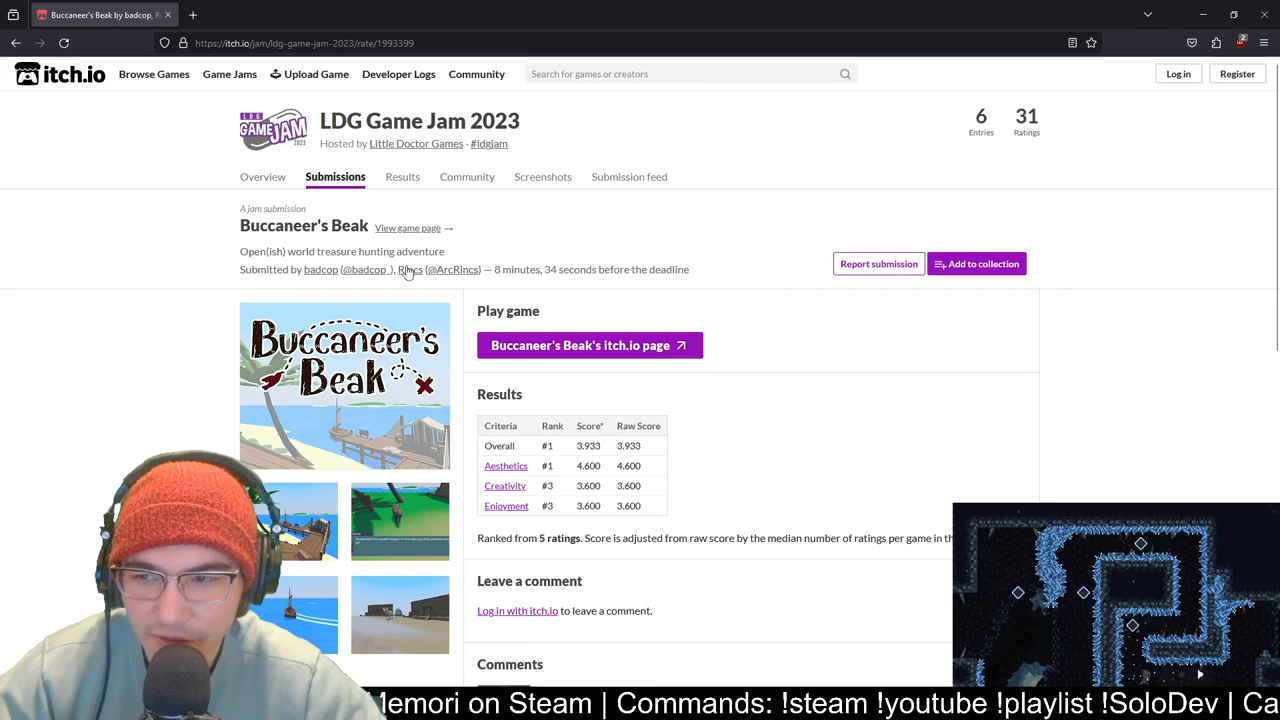 Buccaneer's Beak by badcop, R
https://itch.io/jam/ldg-game-jam-2023/rate/1993399
2
itch.io
Browse Games
Game Jams
Upload Game
Developer Logs
Community
Search for games or creators
Log in
Register
LDG GAME JAM 2023
LDG Game Jam 2023
Hosted by Little Doctor Games · #ldgjam
6
Entries
31
Ratings
Overview
Submissions
Results
Community
Screenshots
Submission feed
A jam submission
Buccaneer's Beak
View game page →
Open(ish) world treasure hunting adventure
Submitted by badcop (@badcop_), Rincs (@ArcRincs) — 8 minutes, 34 seconds before the deadline
Report submission
Add to collection
Buccaneer's Beak
Play game
Buccaneer's Beak's itch.io page
Results
Criteria Rank Score* Raw Score
Overall #1 3.933 3.933
Aesthetics #1 4.600 4.600
Creativity #3 3.600 3.600
Enjoyment #3 3.600 3.600
Ranked from 5 ratings. Score is adjusted from raw score by the median number of ratings per game in th
Leave a comment
Log in with itch.io to leave a comment.
Comments
Memori on Steam | Commands: !steam !youtube !playlist !SoloDev | Ca